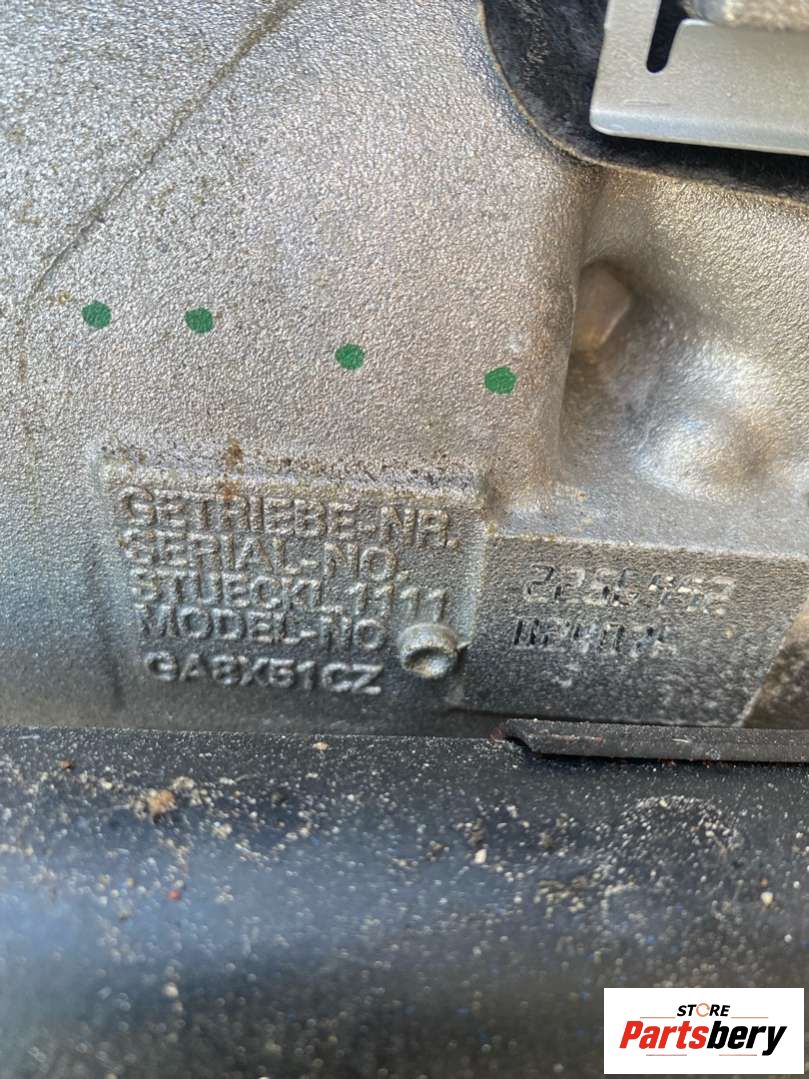 GETRIEBE-NR.
SERIAL-NO.
STUECKL.1111
MODEL-NO
GA8X51CZ
STORE
Partsbery